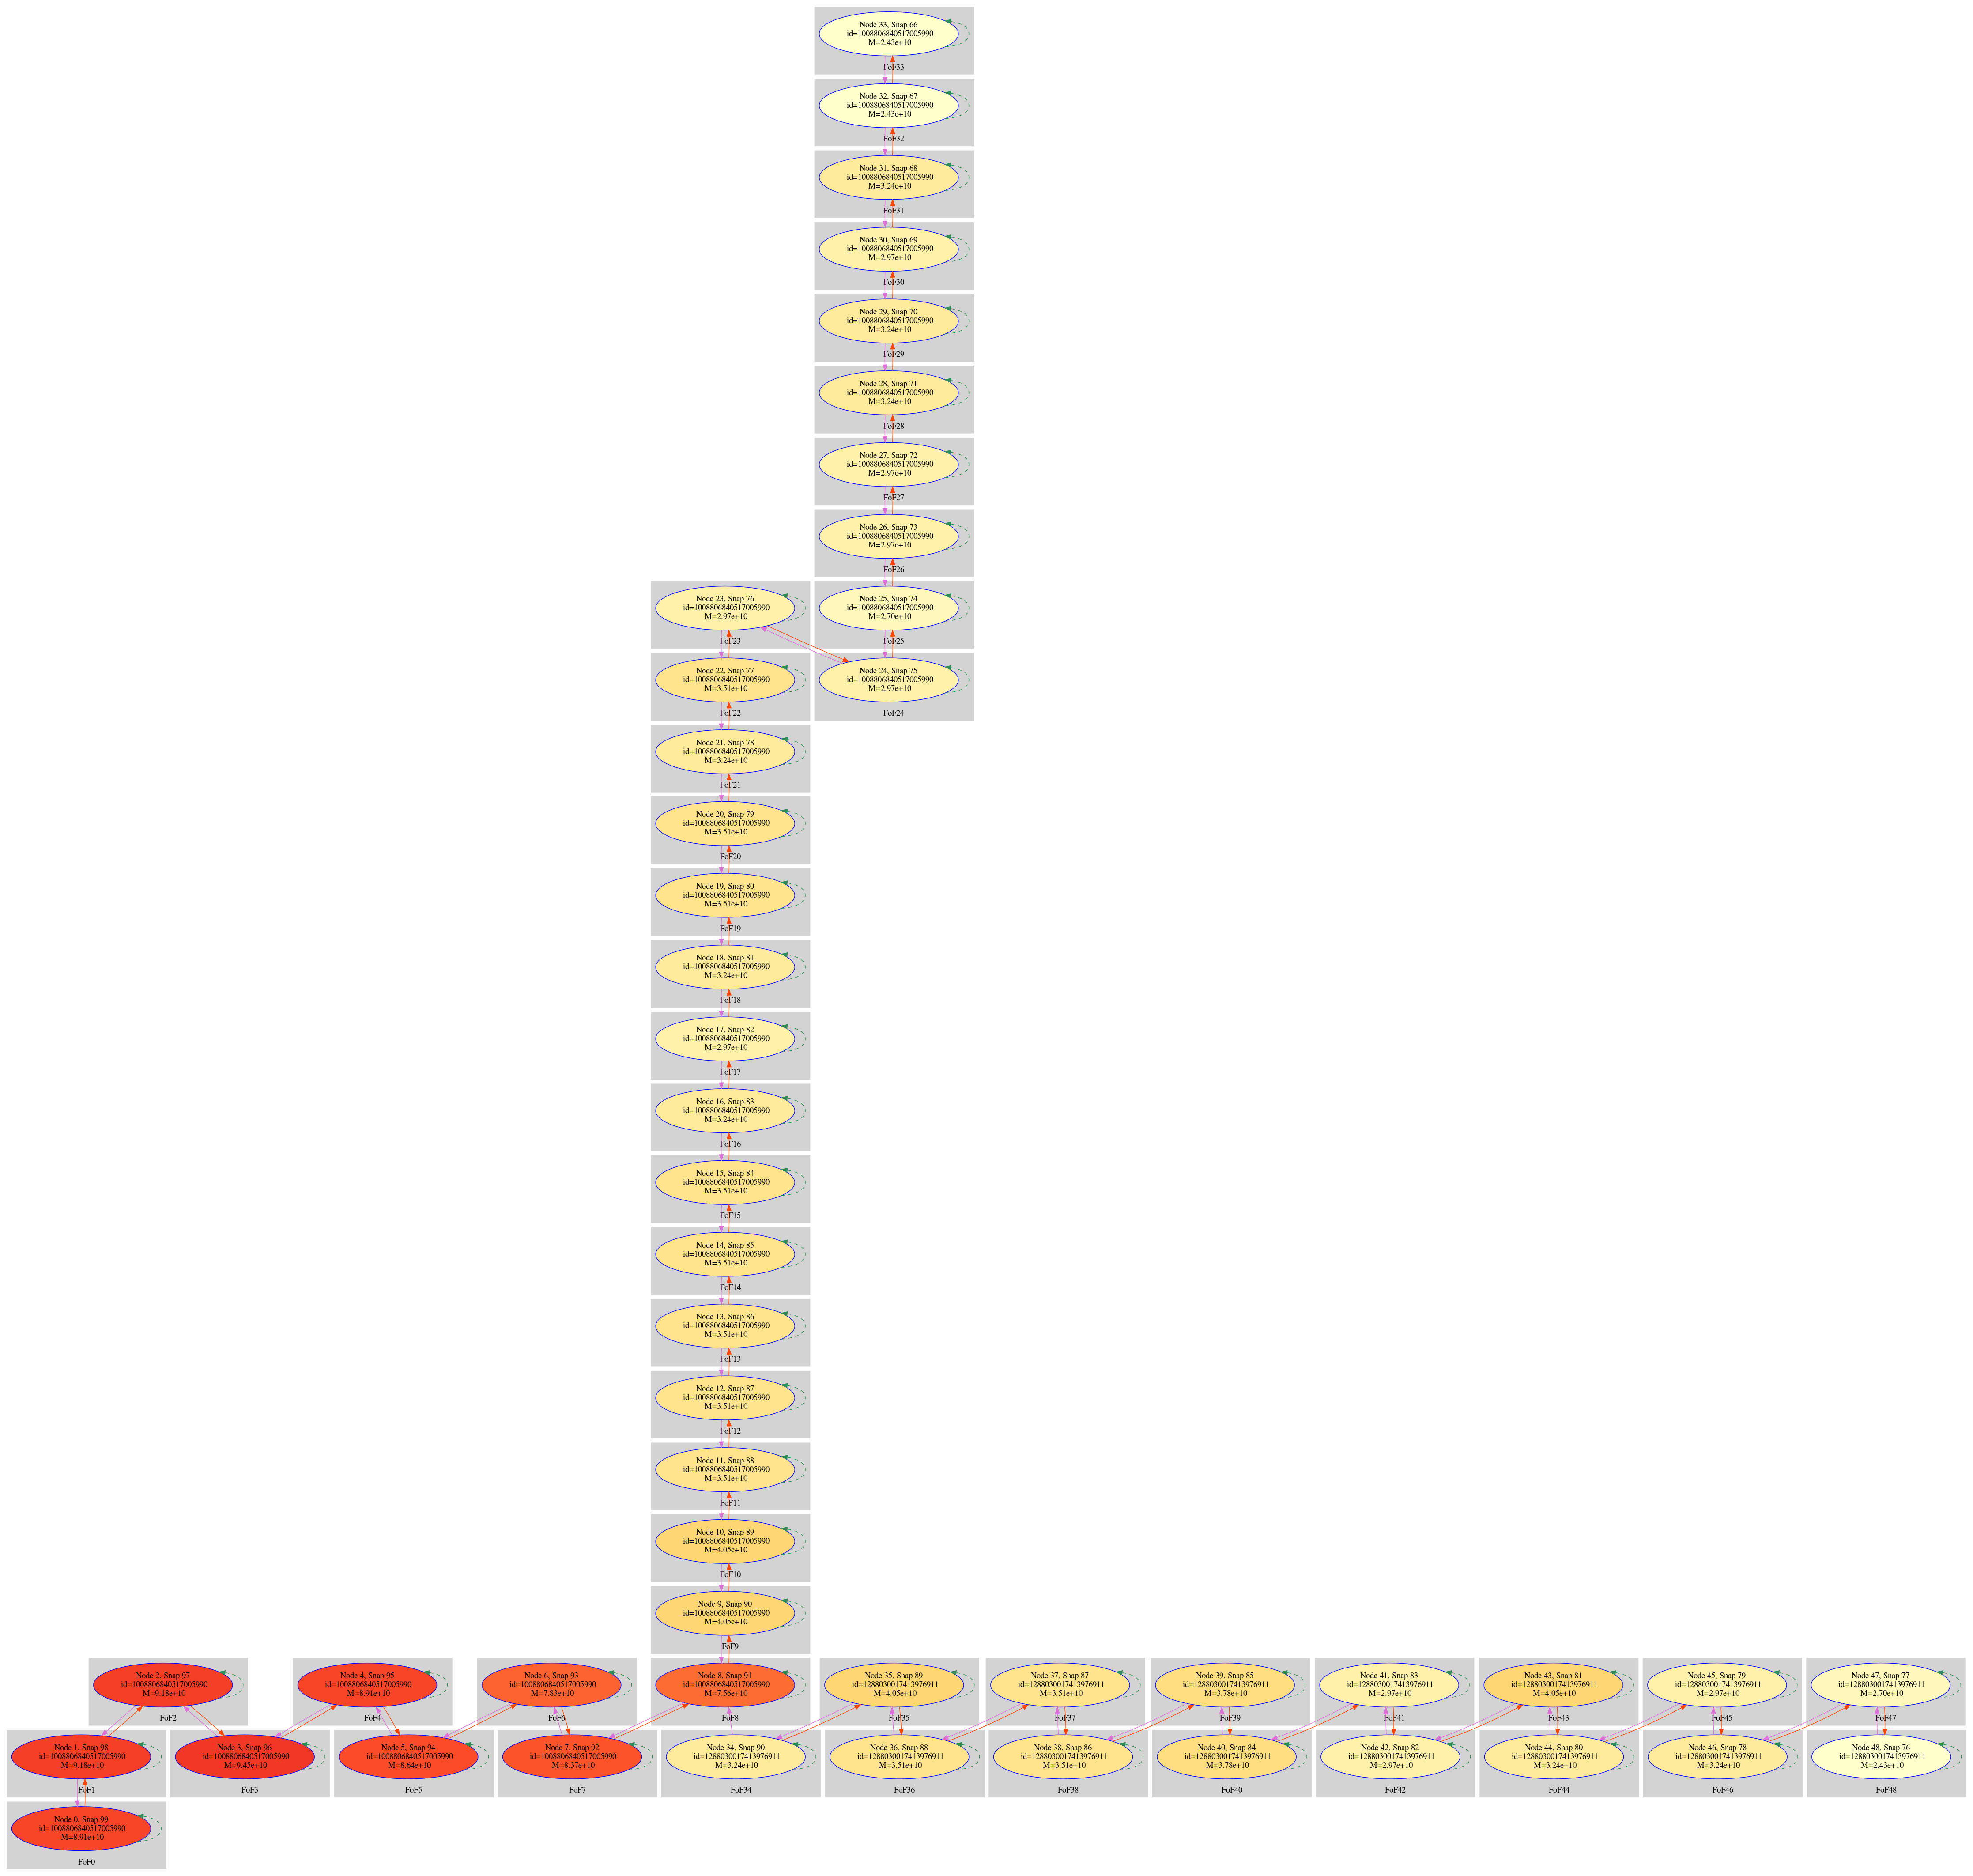 Node 33, Snap 66
id=1008806840517005990
M=2.43e+10
FoF33
Node 32, Snap 67
id=1008806840517005990
M=2.43e+10
FoF32
Node 31, Snap 68
id=1008806840517005990
M=3.24e+10
FoF31
Node 30, Snap 69
id=1008806840517005990
M=2.97e+10
FoF30
Node 29, Snap 70
id=1008806840517005990
M=3.24e+10
FoF29
Node 28, Snap 71
id=1008806840517005990
M=3.24e+10
FoF28
Node 27, Snap 72
id=1008806840517005990
M=2.97e+10
FoF27
Node 26, Snap 73
id=1008806840517005990
M=2.97e+10
FoF26
Node 23, Snap 76
id=1008806840517005990
M=2.97e+10
FoF23
Node 25, Snap 74
id=1008806840517005990
M=2.70e+10
FoF25
Node 22, Snap 77
id=1008806840517005990
M=3.51e+10
FoF22
Node 24, Snap 75
id=1008806840517005990
M=2.97e+10
FoF24
Node 21, Snap 78
id=1008806840517005990
M=3.24e+10
FoF21
Node 20, Snap 79
id=1008806840517005990
M=3.51e+10
FoF20
Node 19, Snap 80
id=1008806840517005990
M=3.51e+10
FoF19
Node 18, Snap 81
id=1008806840517005990
M=3.24e+10
FoF18
Node 17, Snap 82
id=1008806840517005990
M=2.97e+10
FoF17
Node 16, Snap 83
id=1008806840517005990
M=3.24e+10
FoF16
Node 15, Snap 84
id=1008806840517005990
M=3.51e+10
FoF15
Node 14, Snap 85
id=1008806840517005990
M=3.51e+10
FoF14
Node 13, Snap 86
id=1008806840517005990
M=3.51e+10
FoF13
Node 12, Snap 87
id=1008806840517005990
M=3.51e+10
FoF12
Node 11, Snap 88
id=1008806840517005990
M=3.51e+10
FoF11
Node 10, Snap 89
id=1008806840517005990
M=4.05e+10
FoF10
Node 9, Snap 90
id=1008806840517005990
M=4.05e+10
FoF9
Node 2, Snap 97
id=1008806840517005990
M=9.18e+10
FoF2
Node 4, Snap 95
id=1008806840517005990
M=8.91e+10
FoF4
Node 6, Snap 93
id=1008806840517005990
M=7.83e+10
FoF6
Node 8, Snap 91
id=1008806840517005990
M=7.56e+10
FoF8
Node 35, Snap 89
id=1288030017413976911
M=4.05e+10
FoF35
Node 37, Snap 87
id=1288030017413976911
M=3.51e+10
FoF37
Node 39, Snap 85
id=1288030017413976911
M=3.78e+10
FoF39
Node 41, Snap 83
id=1288030017413976911
M=2.97e+10
FoF41
Node 43, Snap 81
id=1288030017413976911
M=4.05e+10
FoF43
Node 45, Snap 79
id=1288030017413976911
M=2.97e+10
FoF45
Node 47, Snap 77
id=1288030017413976911
M=2.70e+10
FoF47
Node 1, Snap 98
id=1008806840517005990
M=9.18e+10
FoF1
Node 3, Snap 96
id=1008806840517005990
M=9.45e+10
FoF3
Node 5, Snap 94
id=1008806840517005990
M=8.64e+10
FoF5
Node 7, Snap 92
id=1008806840517005990
M=8.37e+10
FoF7
Node 34, Snap 90
id=1288030017413976911
M=3.24e+10
FoF34
Node 36, Snap 88
id=1288030017413976911
M=3.51e+10
FoF36
Node 38, Snap 86
id=1288030017413976911
M=3.51e+10
FoF38
Node 40, Snap 84
id=1288030017413976911
M=3.78e+10
FoF40
Node 42, Snap 82
id=1288030017413976911
M=2.97e+10
FoF42
Node 44, Snap 80
id=1288030017413976911
M=3.24e+10
FoF44
Node 46, Snap 78
id=1288030017413976911
M=3.24e+10
FoF46
Node 48, Snap 76
id=1288030017413976911
M=2.43e+10
FoF48
Node 0, Snap 99
id=1008806840517005990
M=8.91e+10
FoF0